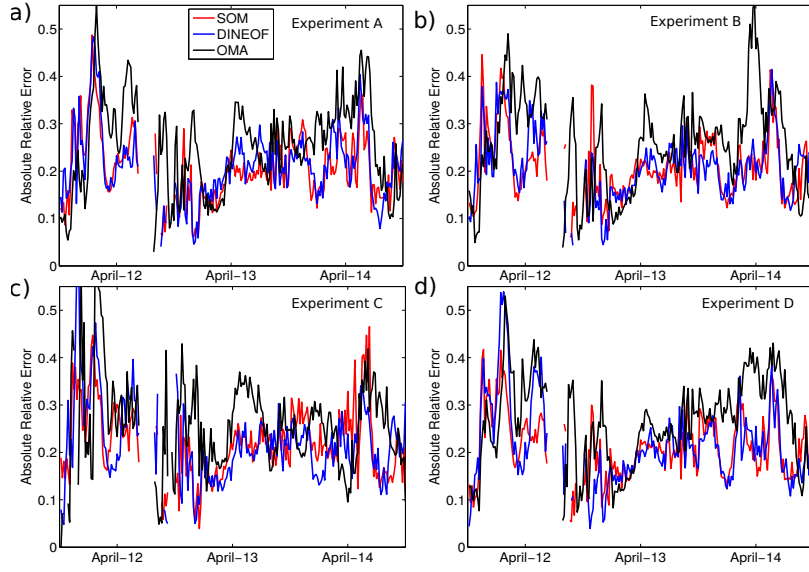 a)
Experiment A
SOM
DINEOF
OMA
Absolute Relative Error
0.5
0.4
0.3
0.2
0.1
0
April-12
April-13
April-14
b)
Experiment B
Absolute Relative Error
0.5
0.4
0.3
0.2
0.1
0
April-12
April-13
April-14
c)
Experiment C
Absolute Relative Error
0.5
0.4
0.3
0.2
0.1
0
April-12
April-13
April-14
d)
Experiment D
Absolute Relative Error
0.5
0.4
0.3
0.2
0.1
0
April-12
April-13
April-14